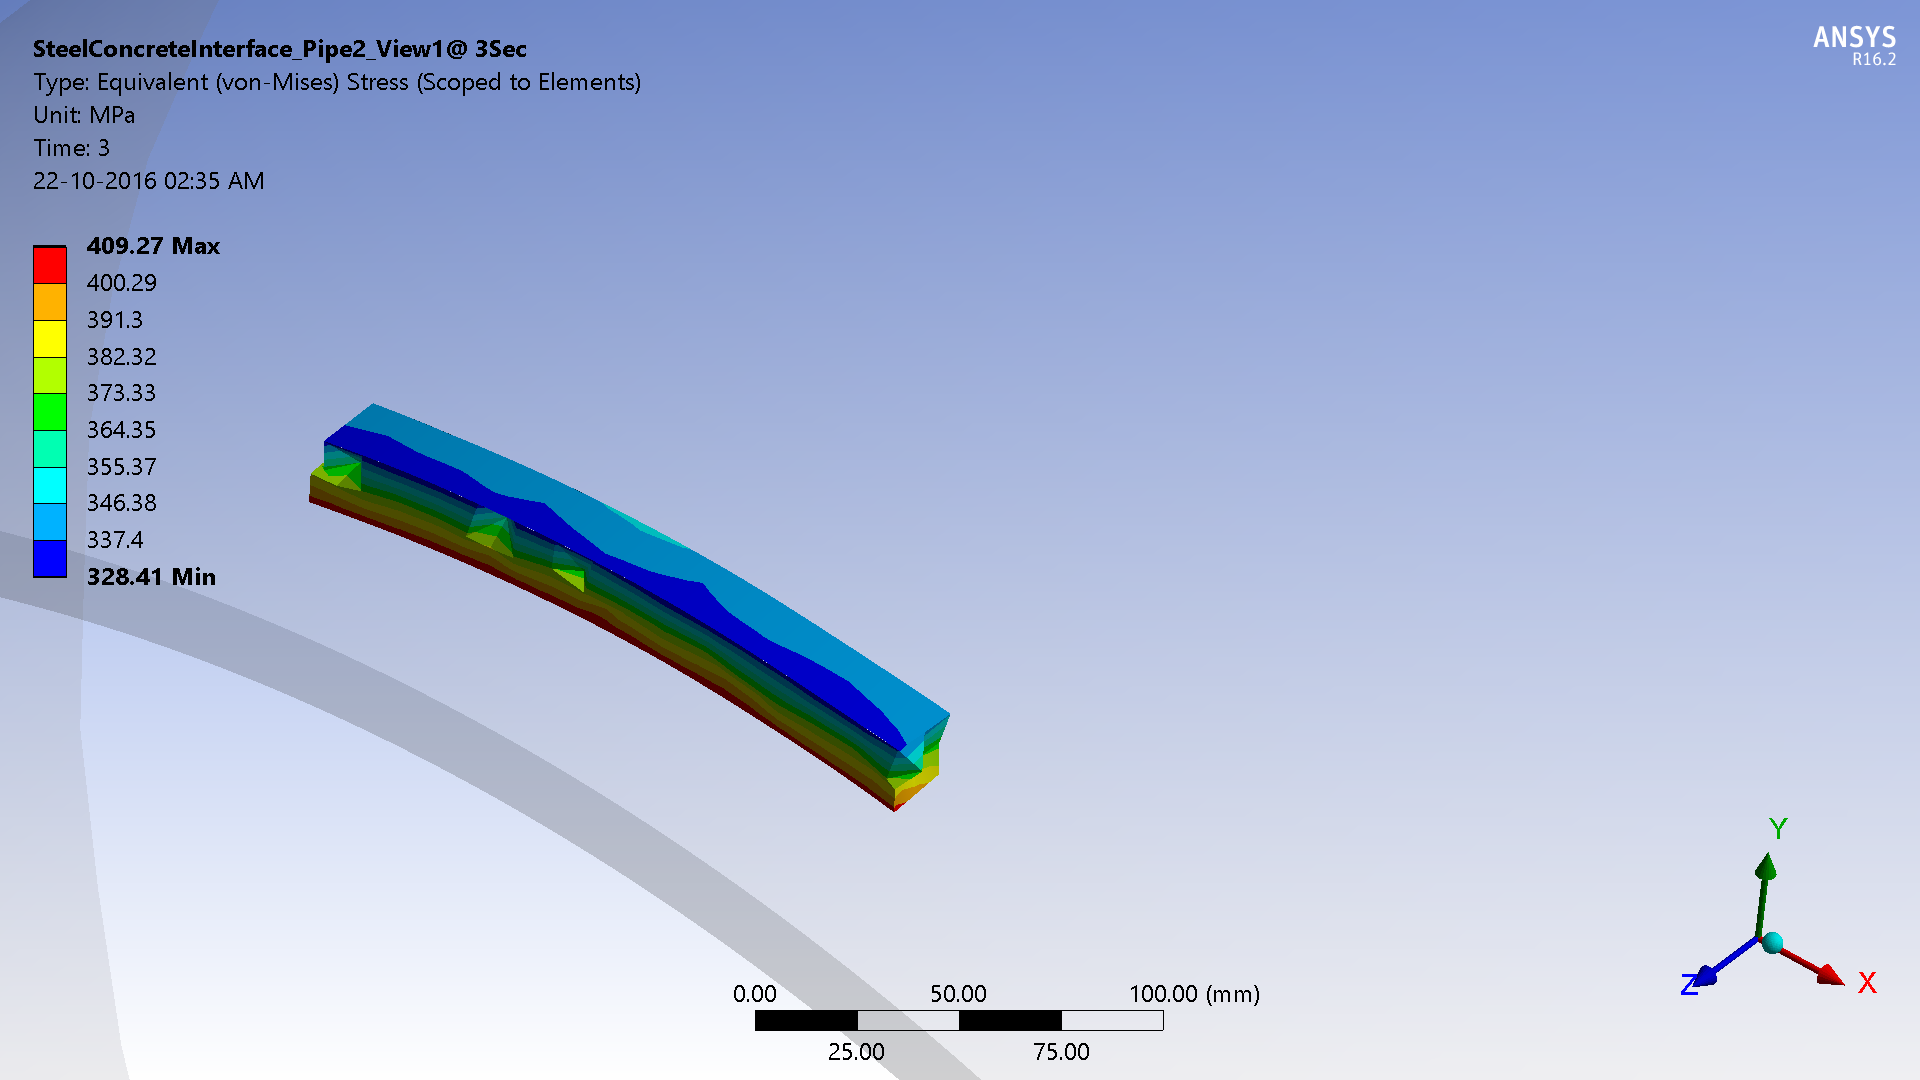 SteelConcreteInterface_Pipe2_View1@ 3Sec
Type: Equivalent (von-Mises) Stress (Scoped to Elements)
Unit: MPa
Time: 3
22-10-2016 02:35 AM
ANSYS
R16.2
409.27 Max
400.29
391.3
382.32
373.33
364.35
355.37
346.38
337.4
328.41 Min
0.00 50.00 100.00 (mm)
25.00 75.00
Y
Z X